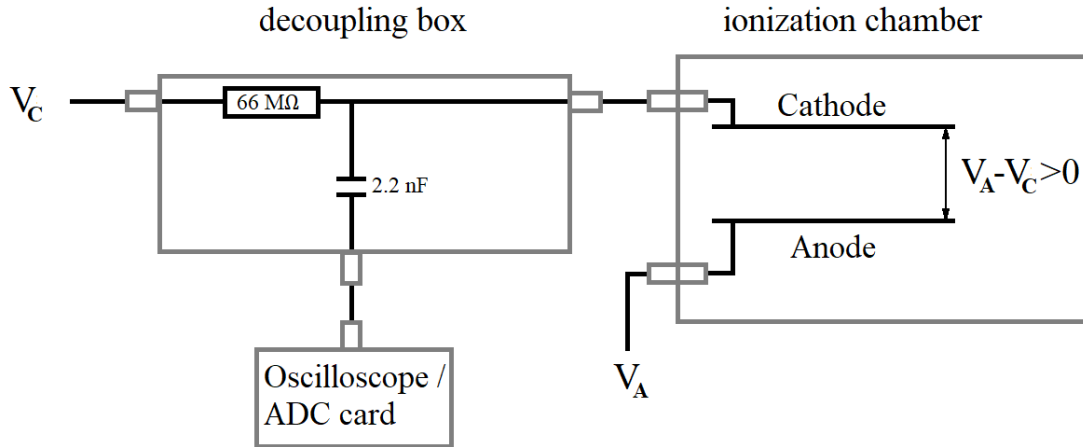 decoupling box
ionization chamber
V_C
66 MΩ
2.2 nF
Cathode
V_A-V_C>0
Anode
V_A
Oscilloscope /
ADC card